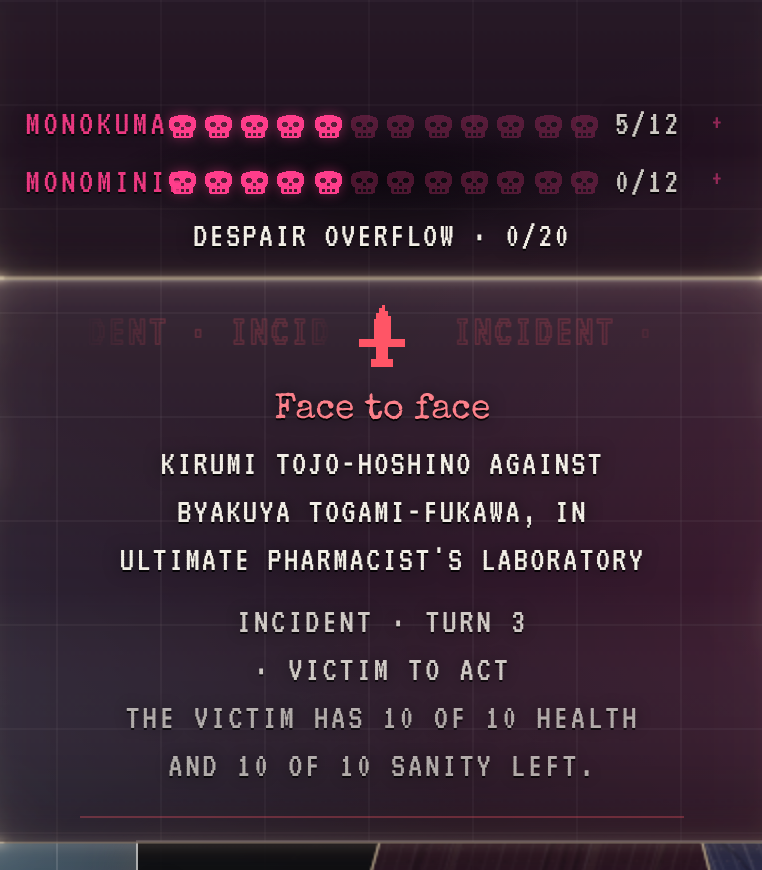 MONOKUMA 5/12 +
MONOMINI 0/12 +
DESPAIR OVERFLOW · 0/20
DENT · INCID INCIDENT ·
Face to face
KIRUMI TOJO-HOSHINO AGAINST
BYAKUYA TOGAMI-FUKAWA, IN
ULTIMATE PHARMACIST'S LABORATORY
INCIDENT · TURN 3
· VICTIM TO ACT
THE VICTIM HAS 10 OF 10 HEALTH
AND 10 OF 10 SANITY LEFT.